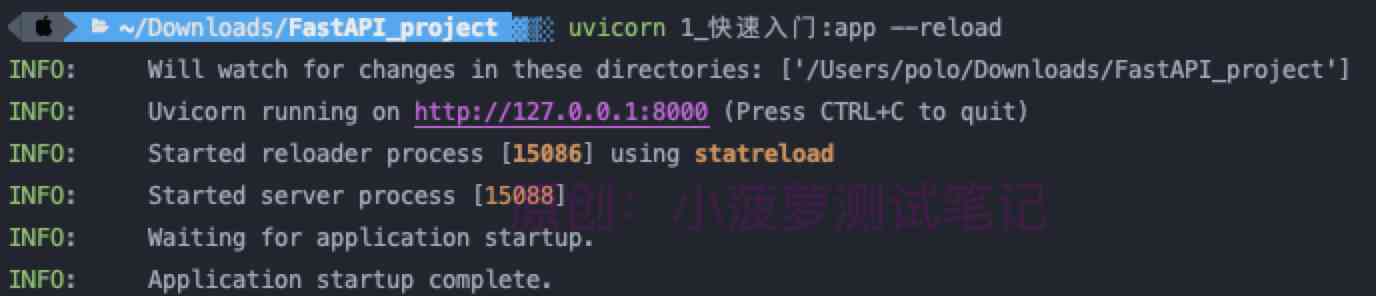 ~/Downloads/FastAPI_project uvicorn 1_快速入门:app --reload
INFO: Will watch for changes in these directories: ['/Users/polo/Downloads/FastAPI_project']
INFO: Uvicorn running on http://127.0.0.1:8000 (Press CTRL+C to quit)
INFO: Started reloader process [15086] using statreload
INFO: Started server process [15088]
原创：小菠萝测试笔记
INFO: Waiting for application startup.
INFO: Application startup complete.